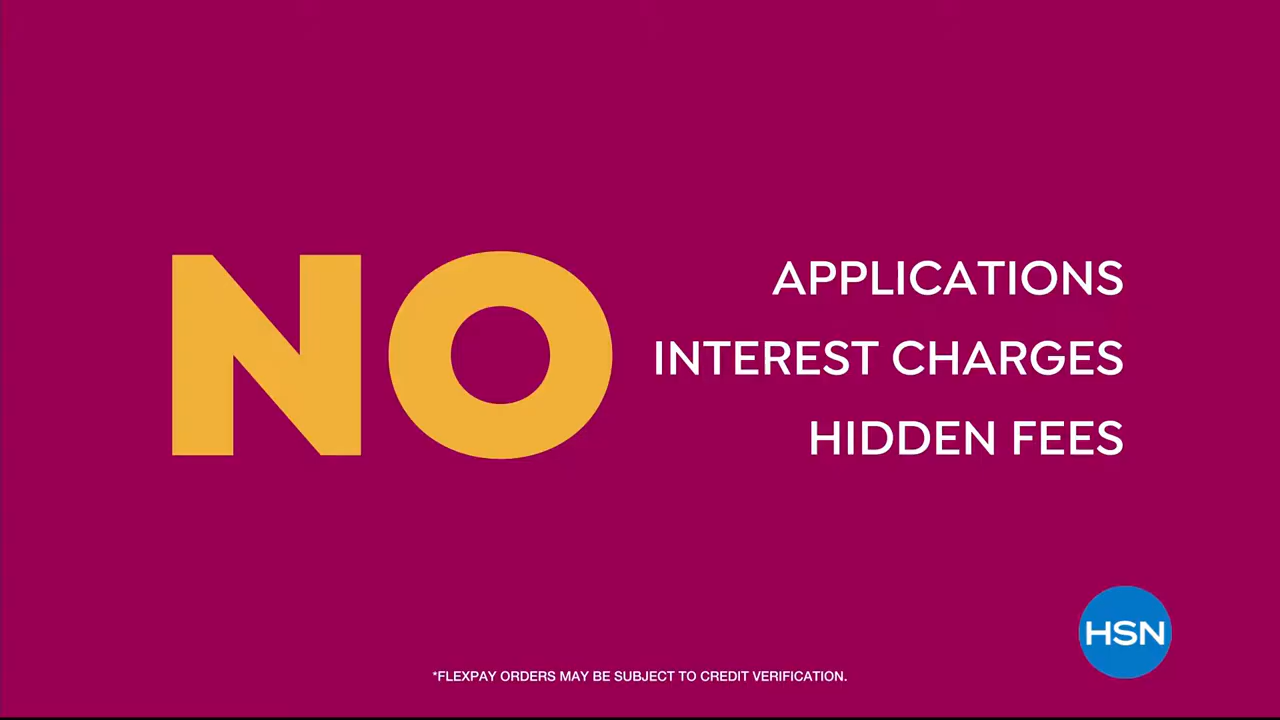 NO
APPLICATIONS
INTEREST CHARGES
HIDDEN FEES
HSN
*FLEXPAY ORDERS MAY BE SUBJECT TO CREDIT VERIFICATION.